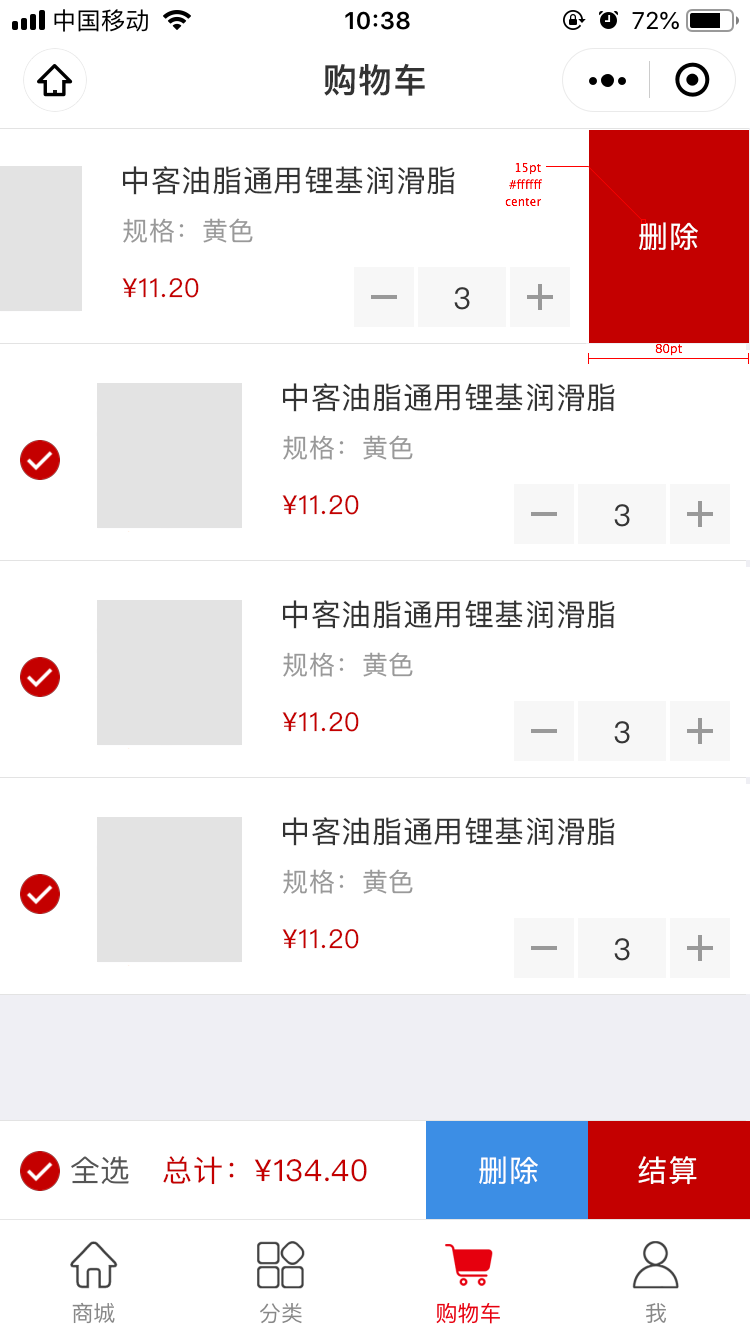 中国移动 10:38 72%
购物车
中客油脂通用锂基润滑脂
15pt
#ffffff
center
规格：黄色
删除
¥11.20
3
80pt
中客油脂通用锂基润滑脂
规格：黄色
¥11.20
3
中客油脂通用锂基润滑脂
规格：黄色
¥11.20
3
中客油脂通用锂基润滑脂
规格：黄色
¥11.20
3
全选 总计：¥134.40 删除 结算
商城 分类 购物车 我